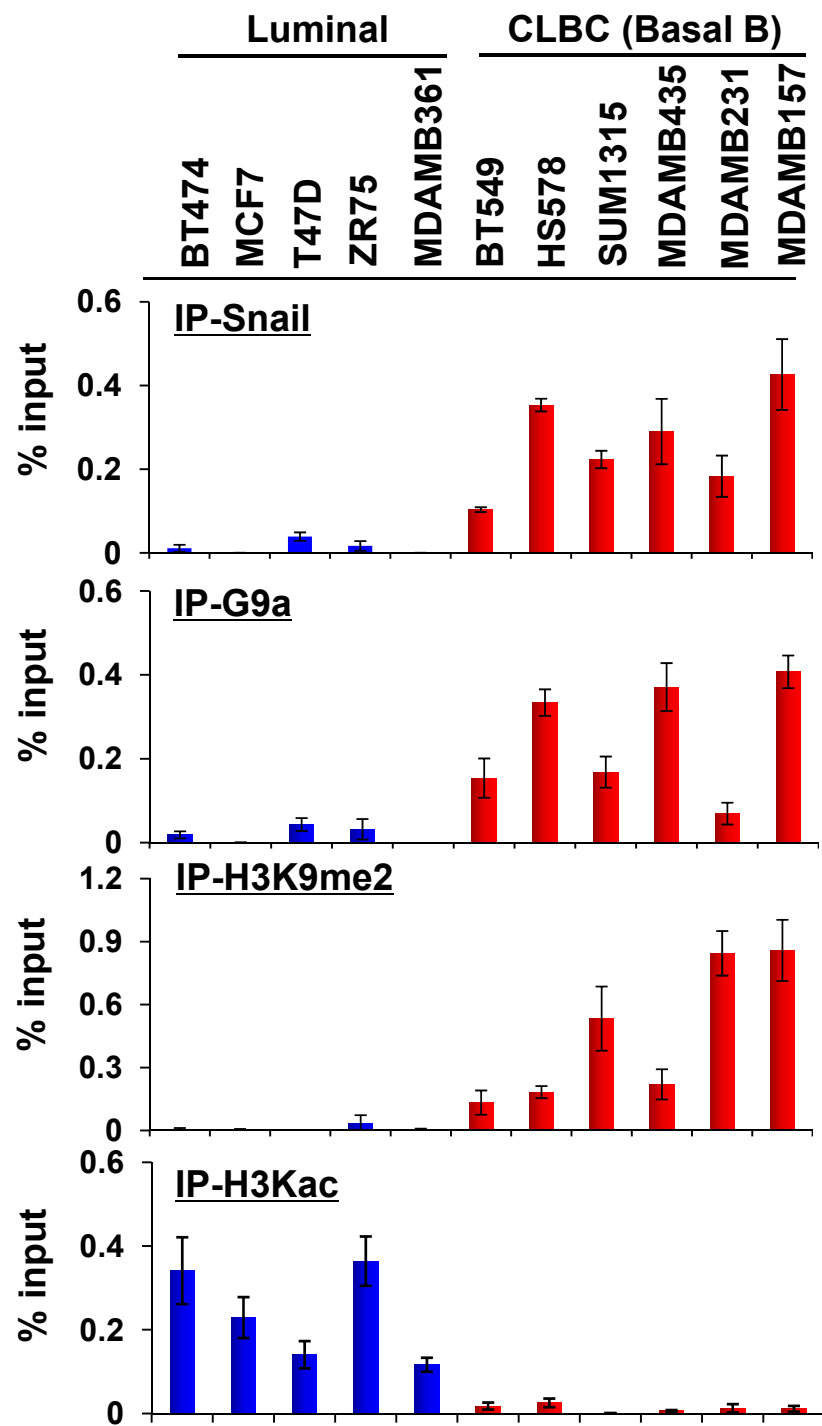 Luminal CLBC (Basal B)
BT474 MCF7 T47D ZR75 MDAMB361 BT549 HS578 SUM1315 MDAMB435 MDAMB231 MDAMB157
IP-Snail
% input
0.6
0.4
0.2
0
IP-G9a
% input
0.6
0.4
0.2
0
IP-H3K9me2
% input
1.2
0.9
0.6
0.3
0
IP-H3Kac
% input
0.6
0.4
0.2
0